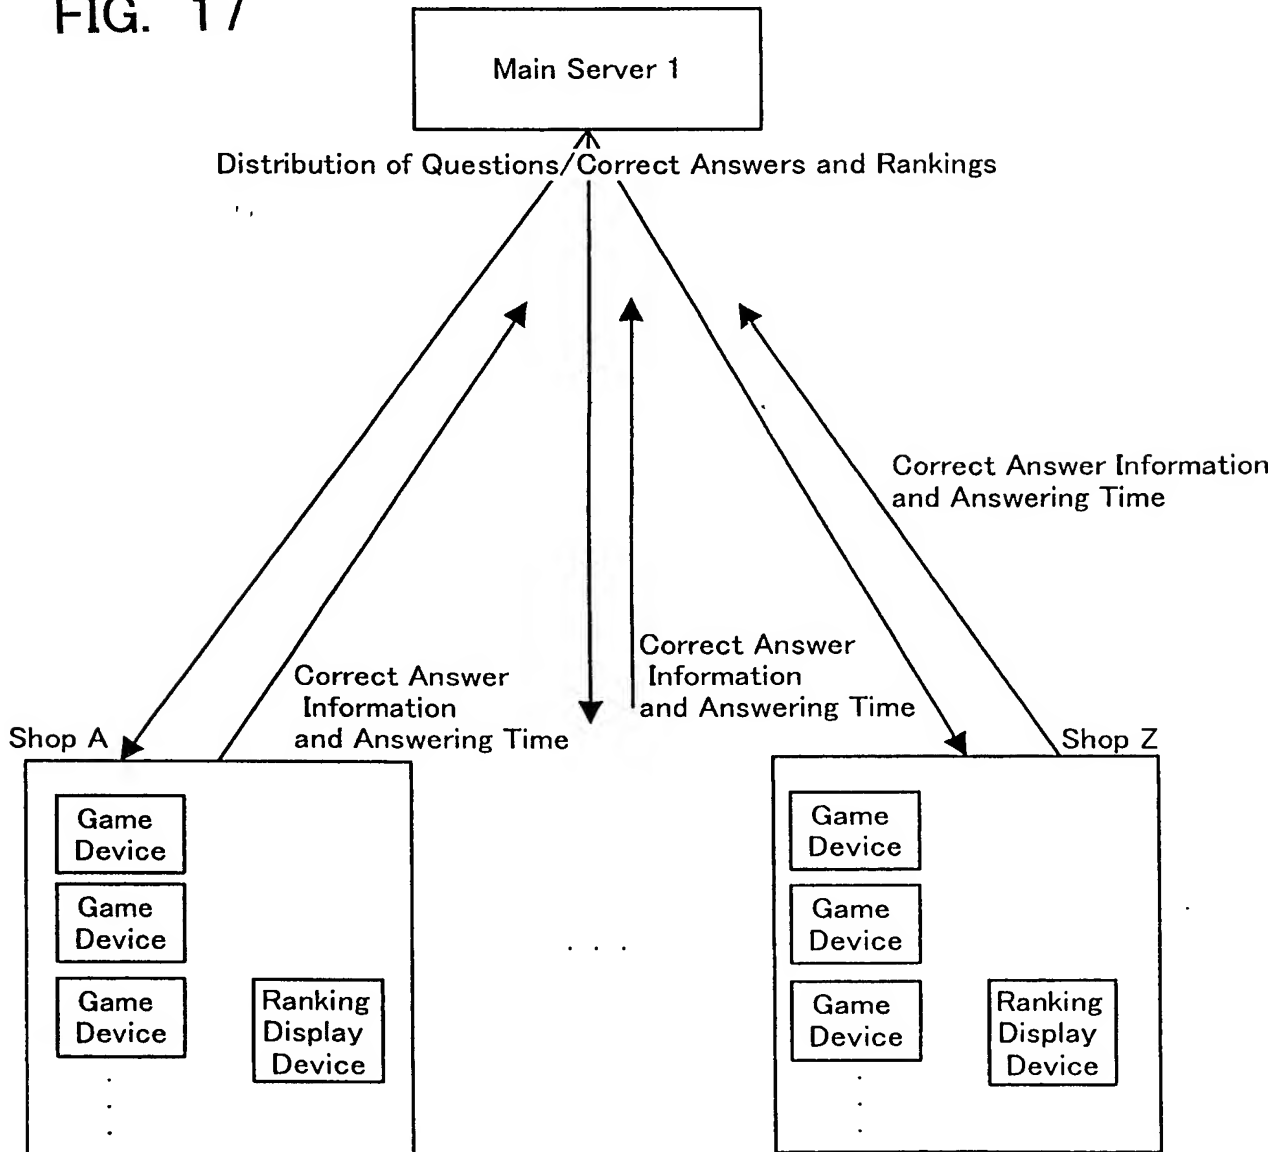 FIG. 17
Main Server 1
Distribution of Questions/Correct Answers and Rankings
Correct Answer Information
and Answering Time
Correct Answer
Information
and Answering Time
Correct Answer
Information
and Answering Time
Shop A
Shop Z
Game
Device
Game
Device
Game
Device
Ranking
Display
Device
. . .
Game
Device
Game
Device
Game
Device
Ranking
Display
Device